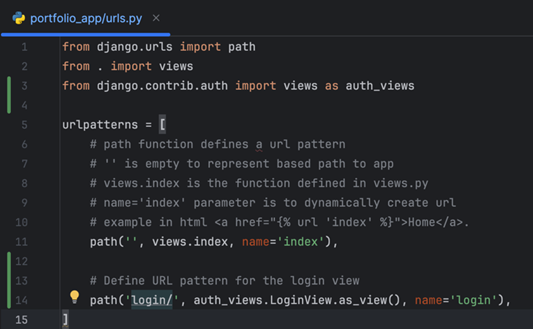 portfolio_app/urls.py ×
1 from django.urls import path
2 from . import views
3 from django.contrib.auth import views as auth_views
4
5 urlpatterns = [
6 # path function defines a url pattern
7 # '' is empty to represent based path to app
8 # views.index is the function defined in views.py
9 # name='index' parameter is to dynamically create url
10 # example in html <a href="{% url 'index' %}">Home</a>.
11 path('', views.index, name='index'),
12
13 # Define URL pattern for the login view
14 path('login/', auth_views.LoginView.as_view(), name='login'),
15 ]